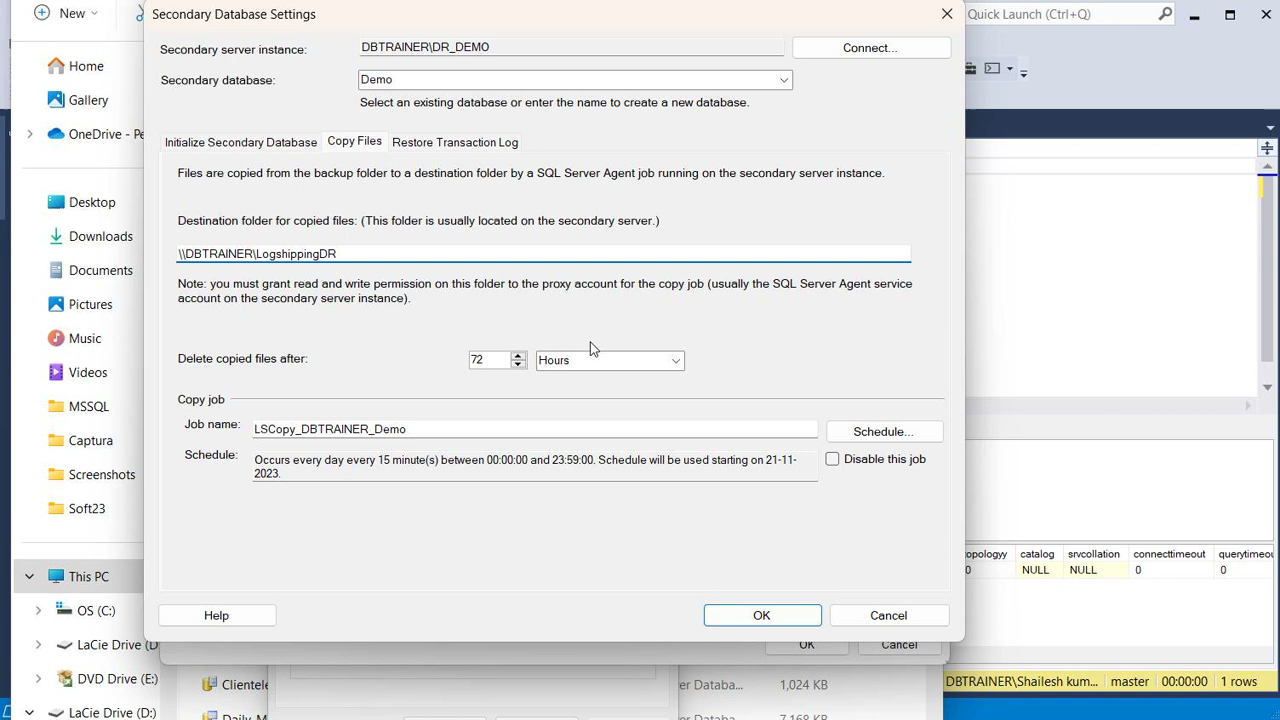 New
Secondary Database Settings
Quick Launch (Ctrl+Q)
Secondary server instance:
DBTRAINER\DR_DEMO
Connect...
Home
Secondary database:
Demo
Gallery
Select an existing database or enter the name to create a new database.
OneDrive - Pe
Initialize Secondary Database
Copy Files
Restore Transaction Log
Files are copied from the backup folder to a destination folder by a SQL Server Agent job running on the secondary server instance.
Desktop
Destination folder for copied files: (This folder is usually located on the secondary server.)
Downloads
\\DBTRAINER\LogshippingDR
Documents
Note: you must grant read and write permission on this folder to the proxy account for the copy job (usually the SQL Server Agent service
account on the secondary server instance).
Pictures
Music
Delete copied files after:
72
Hours
Videos
Copy job
MSSQL
Job name:
LSCopy_DBTRAINER_Demo
Schedule...
Captura
Schedule:
Occurs every day every 15 minute(s) between 00:00:00 and 23:59:00. Schedule will be used starting on 21-11-
2023.
Disable this job
Screenshots
Soft23
topologyy
catalog
srvcollation
connecttimeout
querytimeou
0
NULL
NULL
0
0
This PC
OS (C:)
Help
OK
Cancel
LaCie Drive (D
OK
Cancel
DVD Drive (E:)
Clientele
er Databa...
1,024 KB
DBTRAINER\Shailesh kum...
master
00:00:00
1 rows
LaCie Drive (D:)
Daily_M
er Databa...
7,168 KB